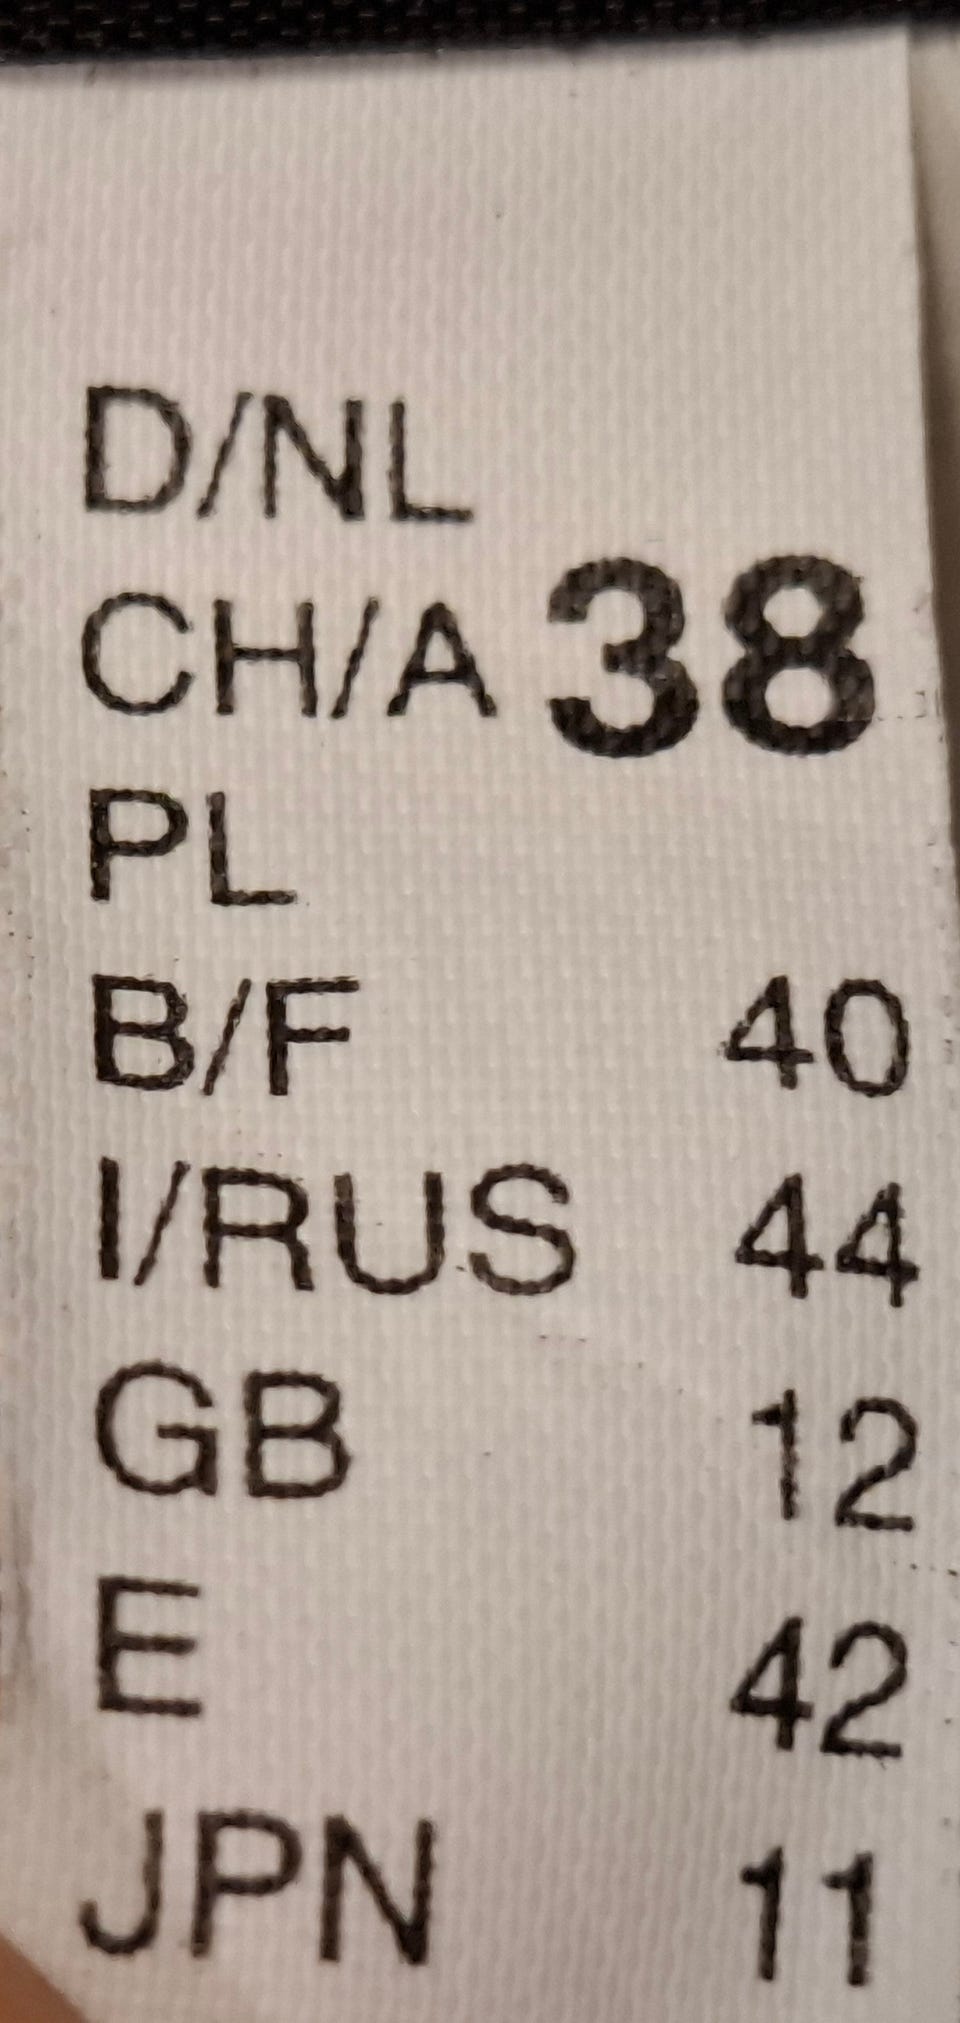 D/NL
CH/A 38
PL
B/F 40
I/RUS 44
GB 12
E 42
JPN 11